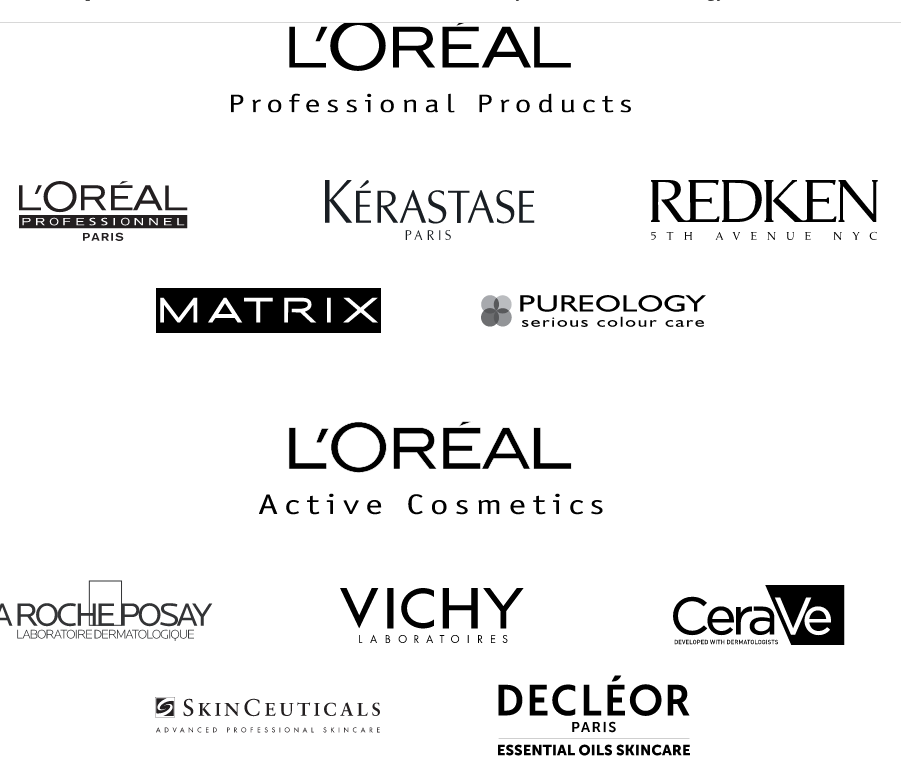 L'ORÉAL
Professional Products
L'ORÉAL
PROFESSIONNEL
PARIS
KÉRASTASE
PARIS
REDKEN
5TH AVENUE NYC
MATRIX
PUREOLOGY
serious colour care
L'ORÉAL
Active Cosmetics
A ROCHE POSAY
LABORATOIRE DERMATOLOGIQUE
VICHY
LABORATOIRES
CeraVe
DEVELOPED WITH DERMATOLOGISTS
SKINCEUTICALS
ADVANCED PROFESSIONAL SKINCARE
DECLÉOR
PARIS
ESSENTIAL OILS SKINCARE